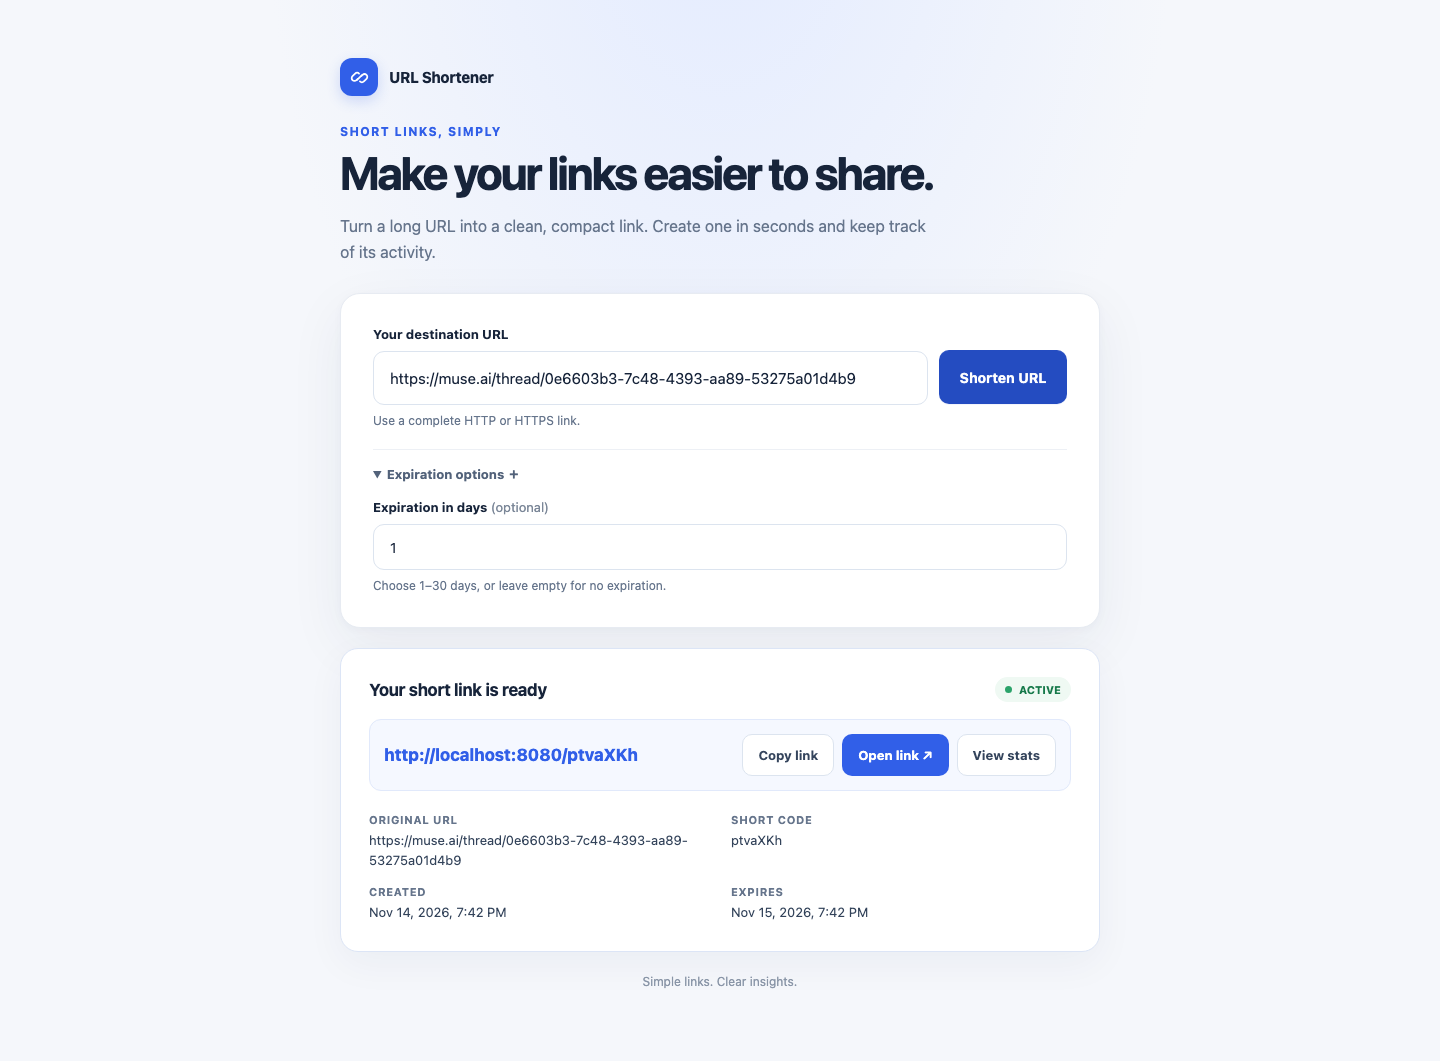 URL Shortener
SHORT LINKS, SIMPLY
Make your links easier to share.
Turn a long URL into a clean, compact link. Create one in seconds and keep track
of its activity.
Your destination URL
https://muse.ai/thread/0e6603b3-7c48-4393-aa89-53275a01d4b9
Shorten URL
Use a complete HTTP or HTTPS link.
▼ Expiration options +
Expiration in days (optional)
1
Choose 1–30 days, or leave empty for no expiration.
Your short link is ready
ACTIVE
http://localhost:8080/ptvaXKh
Copy link
Open link ↗
View stats
ORIGINAL URL
https://muse.ai/thread/0e6603b3-7c48-4393-aa89-
53275a01d4b9
SHORT CODE
ptvaXKh
CREATED
Nov 14, 2026, 7:42 PM
EXPIRES
Nov 15, 2026, 7:42 PM
Simple links. Clear insights.